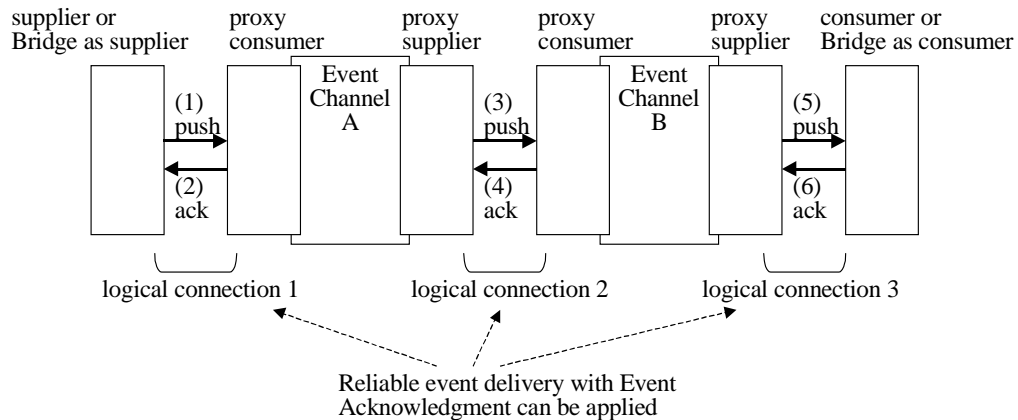 supplier or
Bridge as supplier
proxy
consumer
proxy
supplier
proxy
consumer
proxy
supplier
consumer or
Bridge as consumer
Event
Channel
A
Event
Channel
B
(1)
push
(2)
ack
(3)
push
(4)
ack
(5)
push
(6)
ack
logical connection 1
logical connection 2
logical connection 3
Reliable event delivery with Event
Acknowledgment can be applied